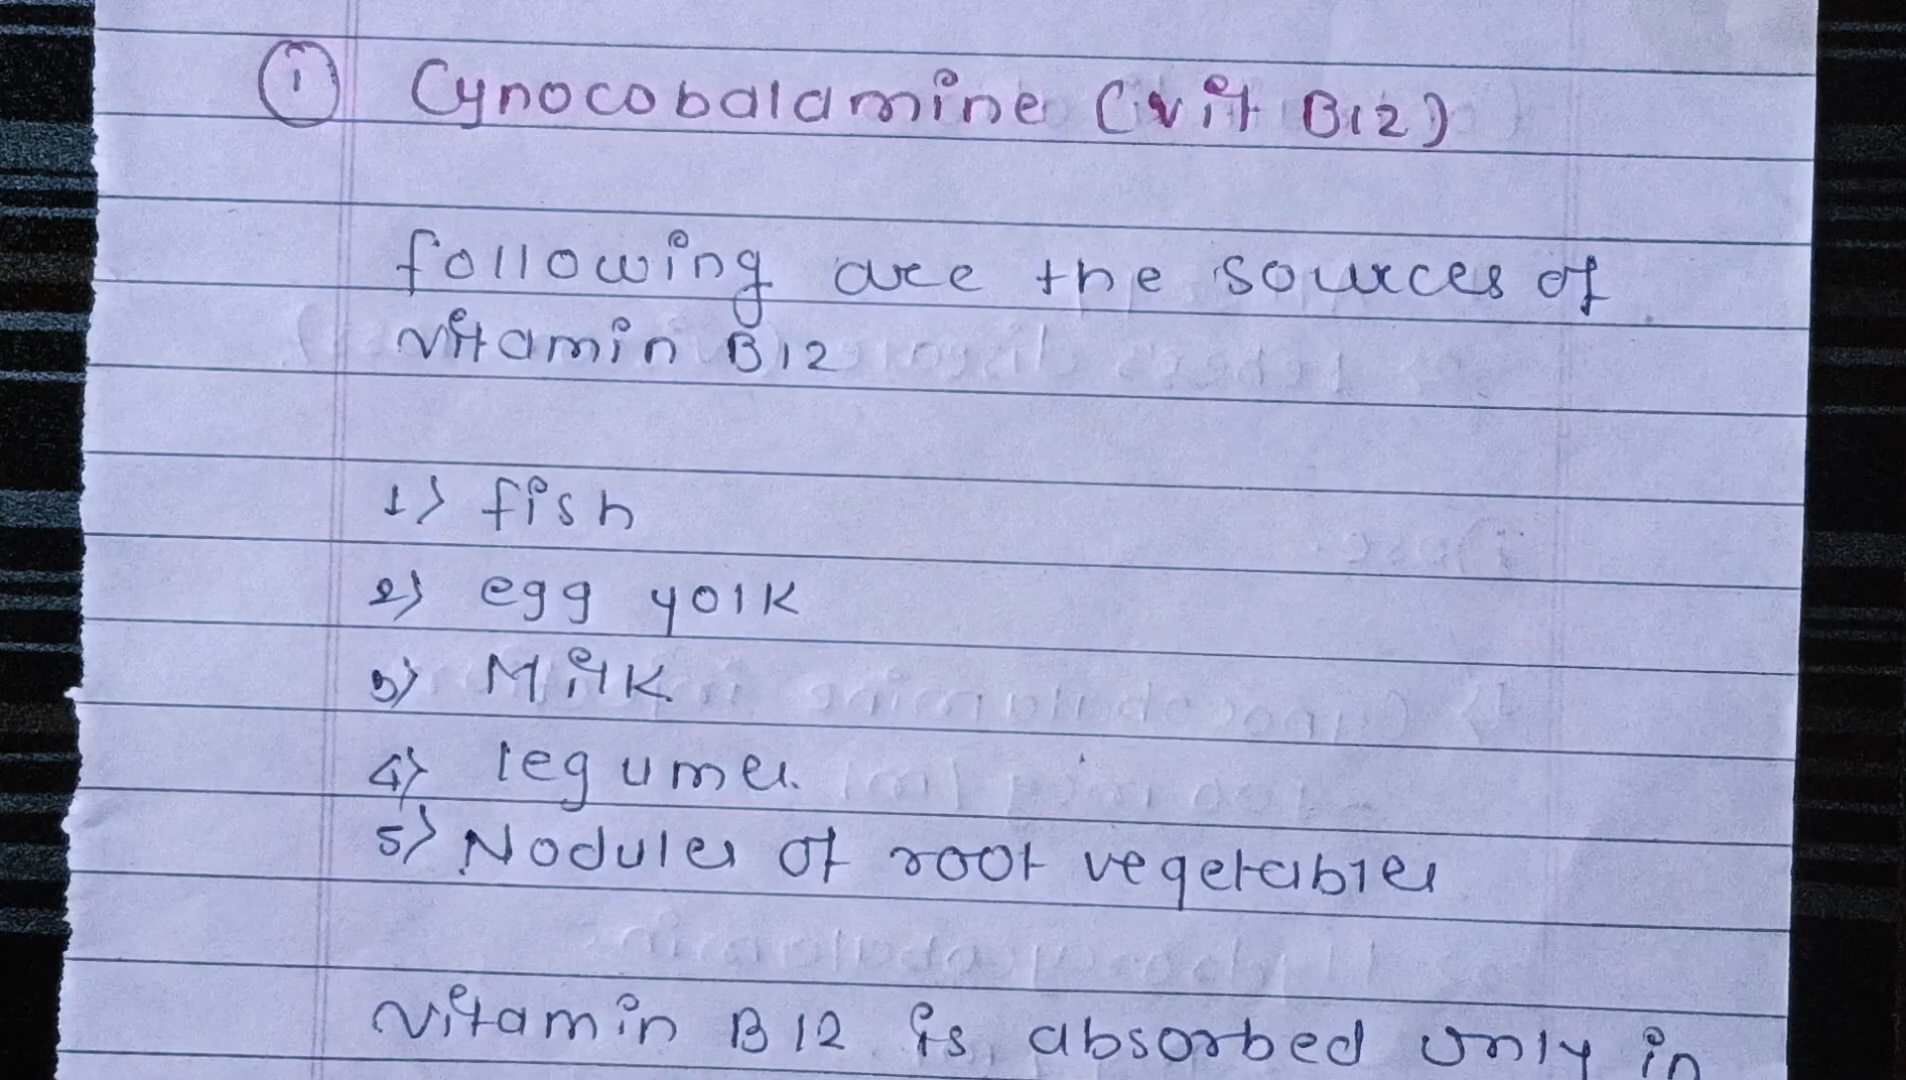 ① Cynocobalamine (vit B12)
following are the sources of
vitamin B12
1) fish
2) egg yolk
3) Milk
4) legumes.
5) Nodules of root vegetables
vitamin B12 is absorbed only in